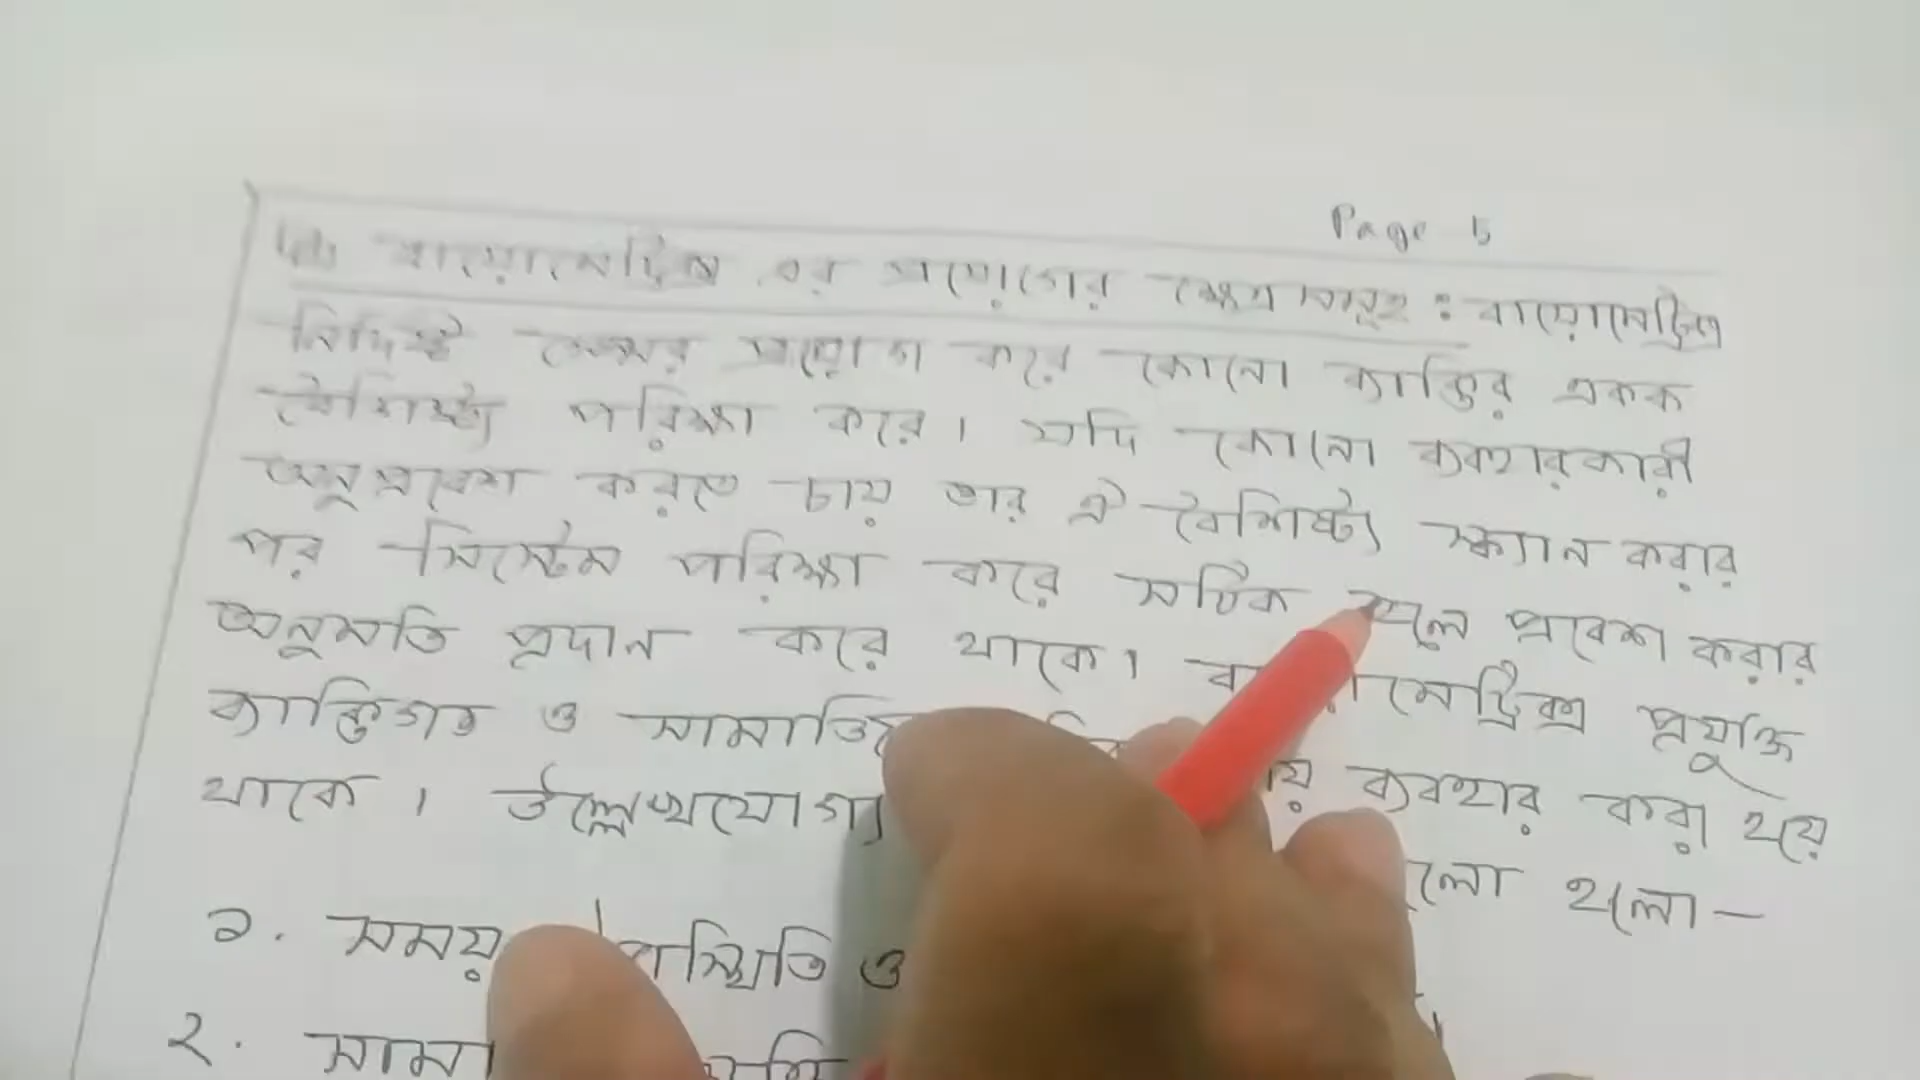 Page 5
বায়োমেট্রিক্স এর প্রয়োগের ক্ষেত্রসমূহ : বায়োমেট্রিক্স
নির্দিষ্ট প্রয়োগ করে কোনো ব্যক্তির একক
বৈশিষ্ট্য পরিক্ষা করে। যদি কোনো ব্যবহারকারী
অনুপ্রবেশ করতে চায় তার ঐ বৈশিষ্ট্য স্ক্যান করার
পর সিস্টেম পরিক্ষা করে সঠিক হলে প্রবেশ করার
অনুমতি প্রদান করে থাকে। প্রযুক্তি
ব্যক্তিগত ও ব্যবহার করা হয়ে
থাকে। উল্লেখযোগ্য হলো-
১. সময় ও
২.